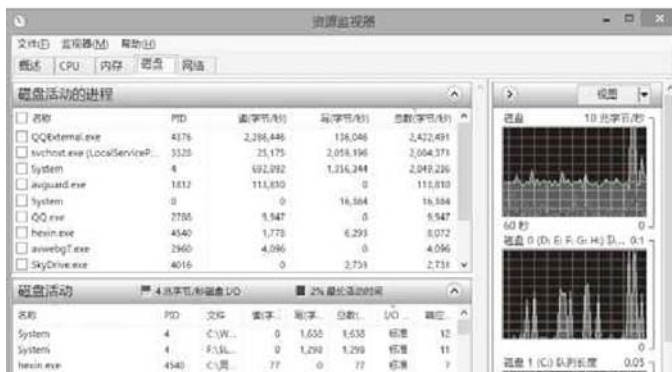 资源监视器
文件(F) 监视器(M) 帮助(H)
概述 CPU 内存 磁盘 网络
磁盘活动的进程
名称 PID 读(字节/秒) 写(字节/秒) 总数(字节/秒)
QQExternal.exe 4376 2,286,446 136,046 2,422,491
svchost.exe (LocalServiceP... 3328 25,175 2,059,196 2,084,371
System 4 692,892 1,356,344 2,049,236
avguard.exe 1812 113,810 0 113,810
System 0 0 16,384 16,384
QQ.exe 2788 9,947 0 9,947
hexin.exe 4540 1,778 6,293 8,072
avwebg7.exe 2960 4,096 0 4,096
SkyDrive.exe 4016 0 2,731 2,731
磁盘活动 4 兆字节/秒磁盘 I/O 2% 最长活动时间
名称 PID 文件 读(字... 写(字... 总数(... I/O ... 响应...
System 4 C:\W... 0 1,638 1,638 标准 12
System 4 F:\SL... 0 1,298 1,298 标准 11
hexin.exe 4540 C:\周... 77 0 77 标准 7
视图
磁盘 10 兆字节/秒
60 秒 0
磁盘 0 (D: E: F: G: H:) 队... 0.1
0
磁盘 1 (C:) 队列长度 0.05